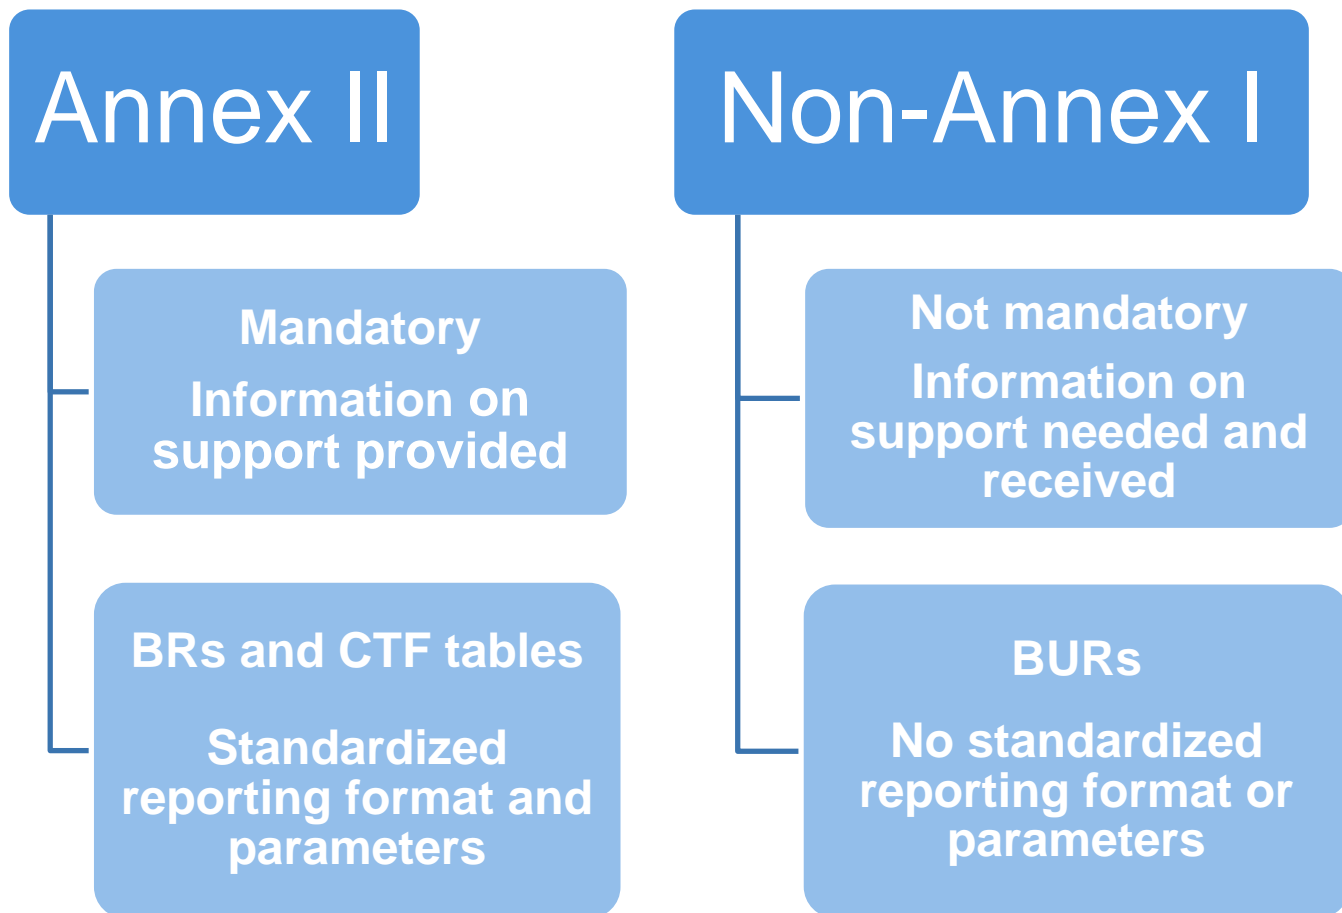 Annex II
Mandatory
Information on
support provided
BRs and CTF tables
Standardized
reporting format and
parameters
Non-Annex I
Not mandatory
Information on
support needed and
received
BURs
No standardized
reporting format or
parameters